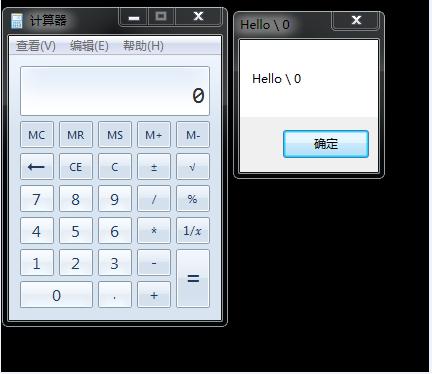 计算器
查看(V) 编辑(E) 帮助(H)
0
MC MR MS M+ M-
← CE C ± √
7 8 9 / %
4 5 6 * 1/x
1 2 3 - =
0 . +
Hello \ 0
Hello \ 0
确定